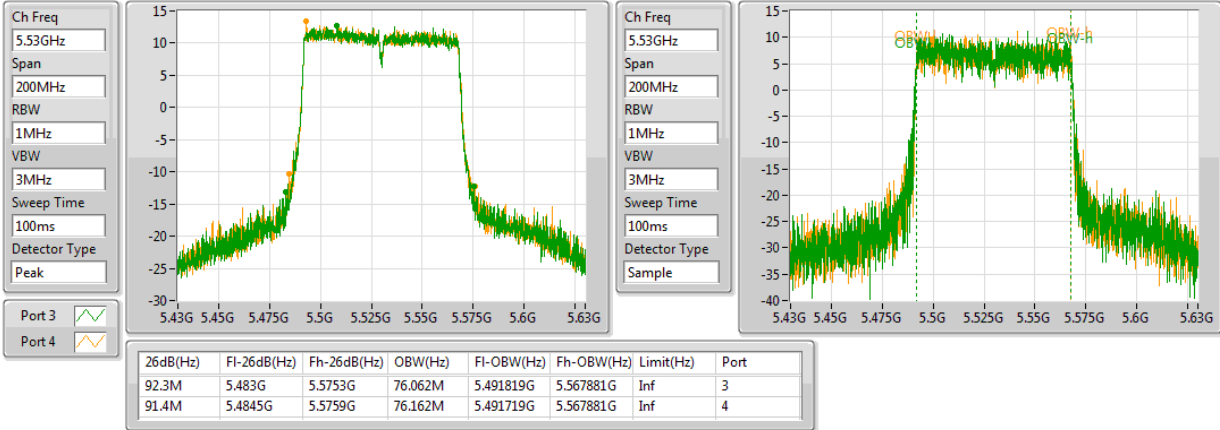 Ch Freq
5.53GHz
Span
200MHz
RBW
1MHz
VBW
3MHz
Sweep Time
100ms
Detector Type
Peak
Port 3
Port 4
15
10
5
0
-5
-10
-15
-20
-25
-30
5.43G 5.45G 5.475G 5.5G 5.525G 5.55G 5.575G 5.6G 5.63G
Ch Freq
5.53GHz
Span
200MHz
RBW
1MHz
VBW
3MHz
Sweep Time
100ms
Detector Type
Sample
15
10
5
0
-5
-10
-15
-20
-25
-30
-35
-40
OBW-h
5.43G 5.45G 5.475G 5.5G 5.525G 5.55G 5.575G 5.6G 5.63G
26dB(Hz) Fl-26dB(Hz) Fh-26dB(Hz) OBW(Hz) Fl-OBW(Hz) Fh-OBW(Hz) Limit(Hz) Port
92.3M 5.483G 5.5753G 76.062M 5.491819G 5.567881G Inf 3
91.4M 5.4845G 5.5759G 76.162M 5.491719G 5.567881G Inf 4